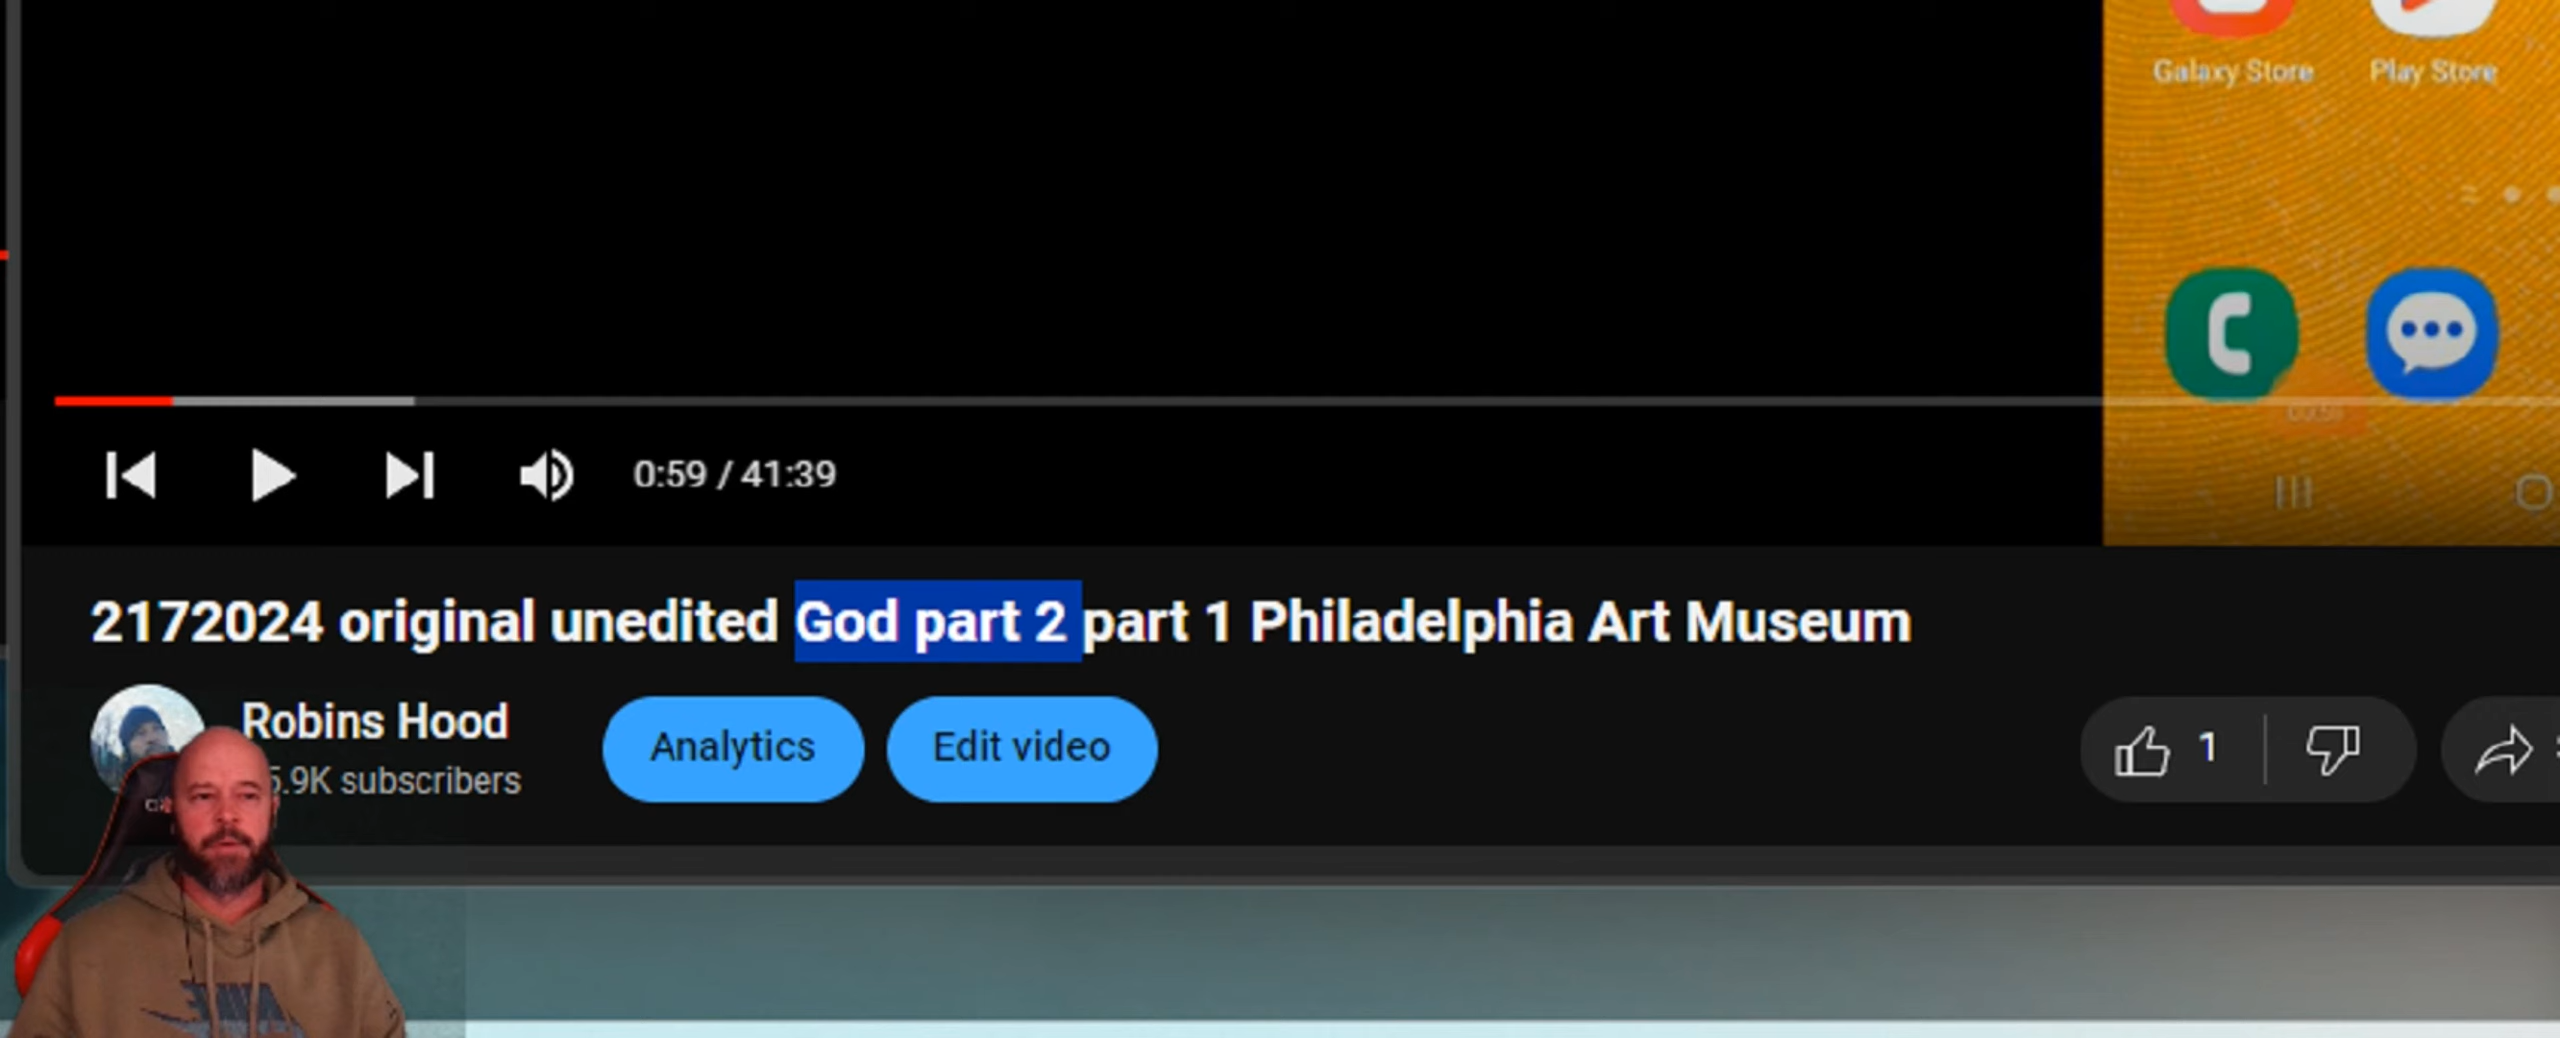 Galaxy Store Play Store
0:59 / 41:39
2172024 original unedited God part 2 part 1 Philadelphia Art Museum
Robins Hood
5.9K subscribers
Analytics
Edit video
1